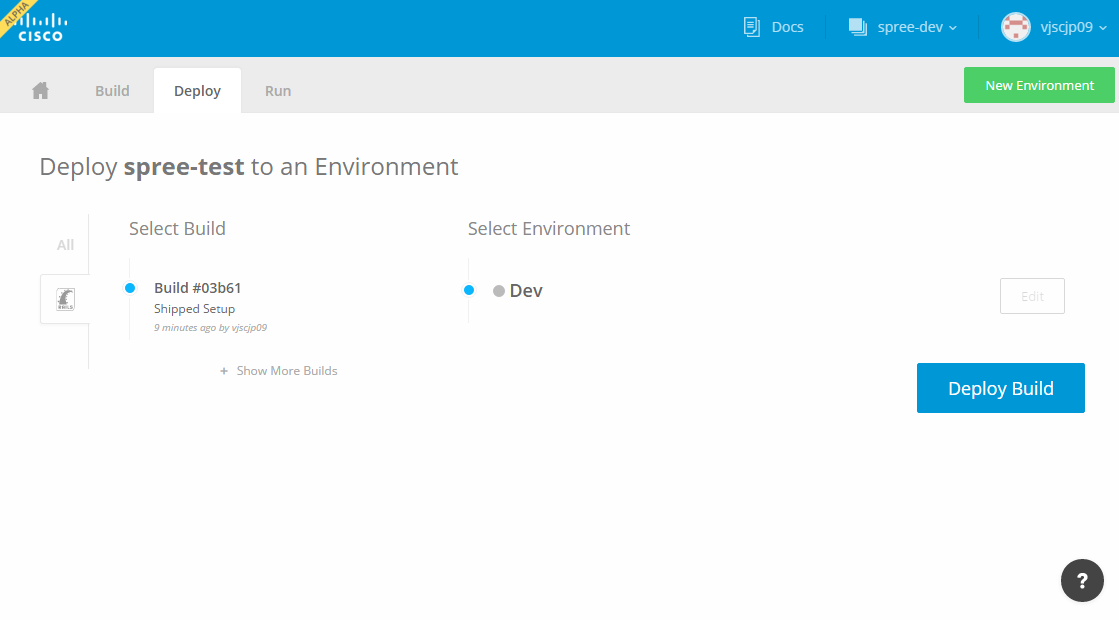 ALPHA
CISCO
Docs
spree-dev
vjscjp09
Build
Deploy
Run
New Environment
Deploy spree-test to an Environment
All
Select Build
Build #03b61
Shipped Setup
9 minutes ago by vjscjp09
+ Show More Builds
Select Environment
Dev
Edit
Deploy Build
?